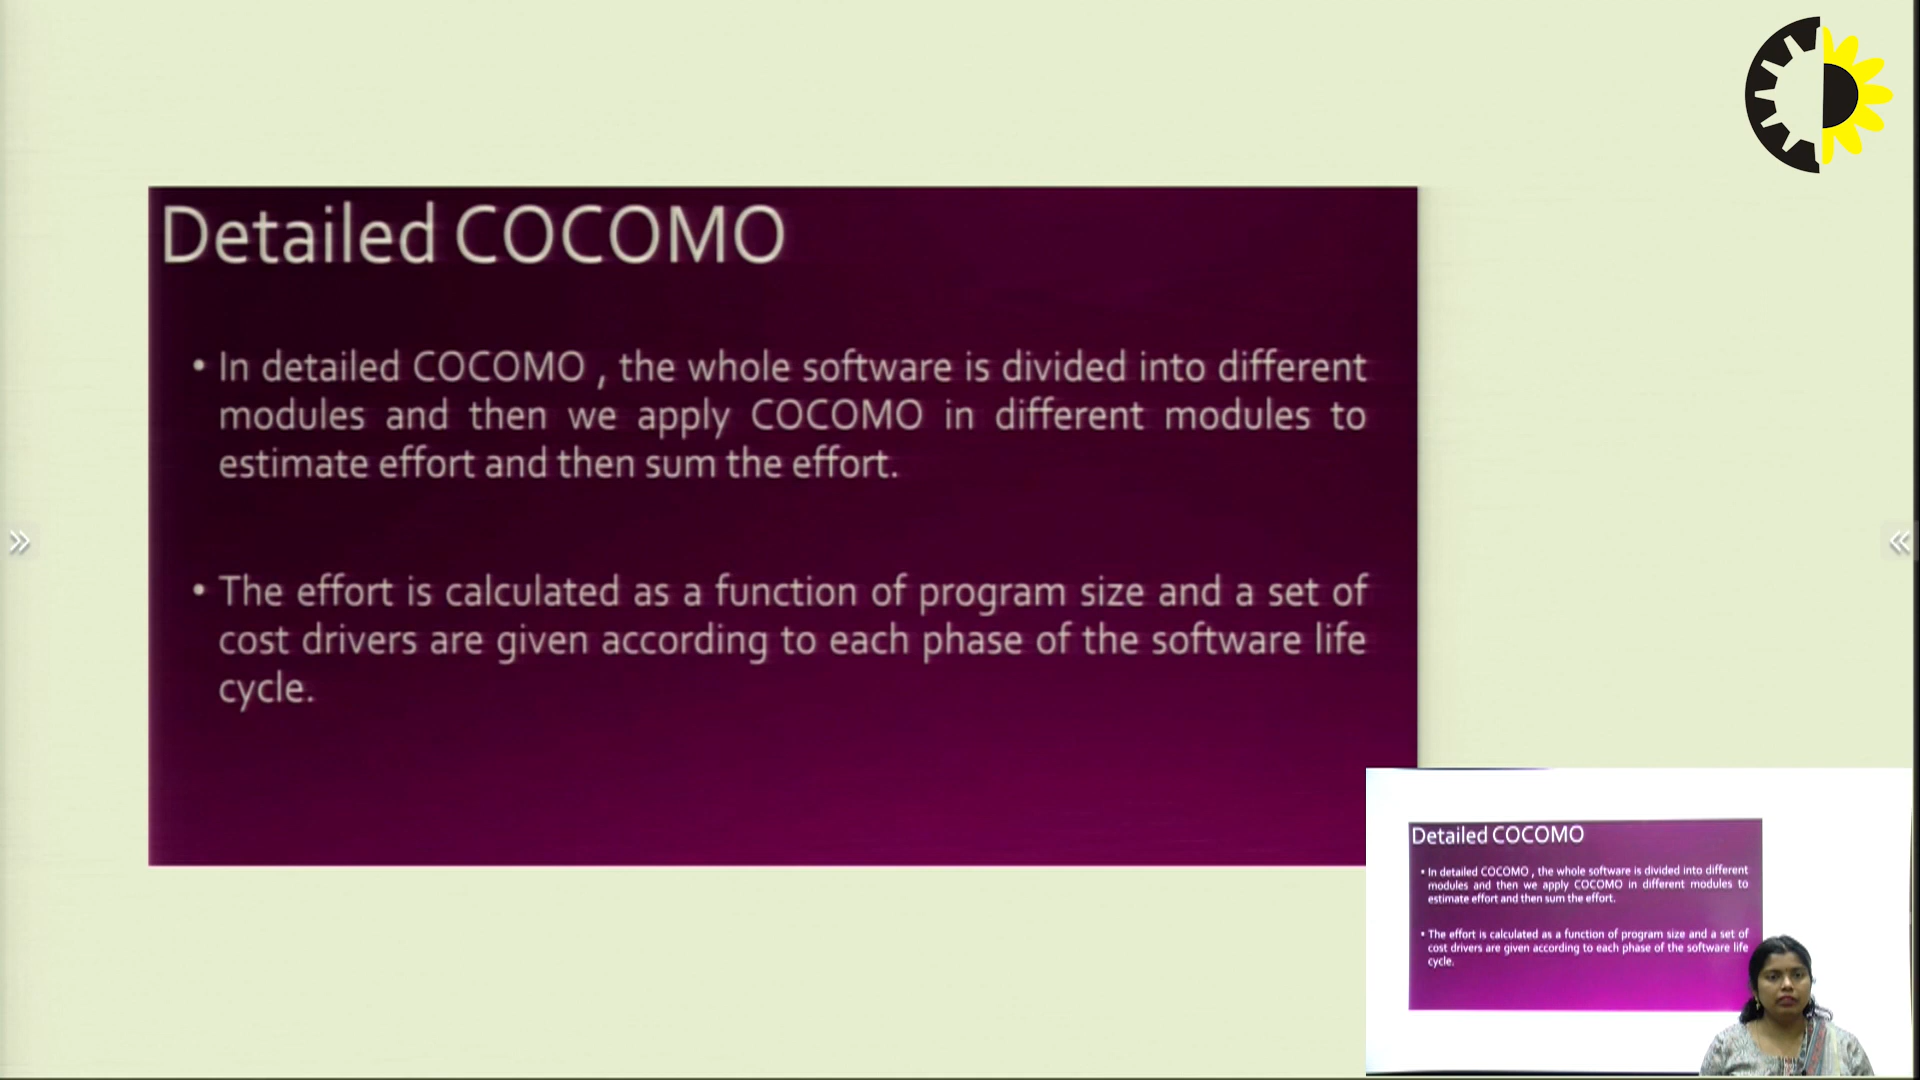 Detailed COCOMO
• In detailed COCOMO , the whole software is divided into different
modules and then we apply COCOMO in different modules to
estimate effort and then sum the effort.
• The effort is calculated as a function of program size and a set of
cost drivers are given according to each phase of the software life
cycle.
Detailed COCOMO
• In detailed COCOMO , the whole software is divided into different
modules and then we apply COCOMO in different modules to
estimate effort and then sum the effort.
• The effort is calculated as a function of program size and a set of
cost drivers are given according to each phase of the software life
cycle.